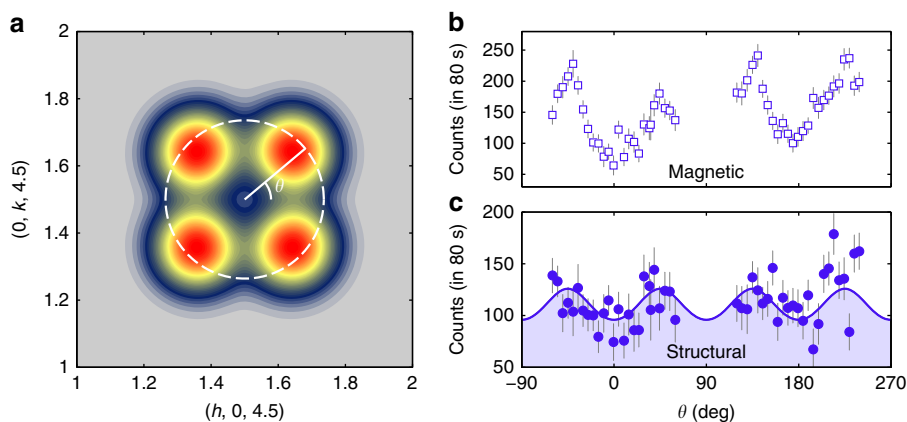 a
2
1.8
1.6
1.4
1.2
1
(0, k, 4.5)
θ
1
1.2
1.4
1.6
1.8
2
(h, 0, 4.5)
b
250
200
150
100
50
Counts (in 80 s)
Magnetic
c
200
150
100
50
Counts (in 80 s)
Structural
−90
0
90
180
270
θ (deg)